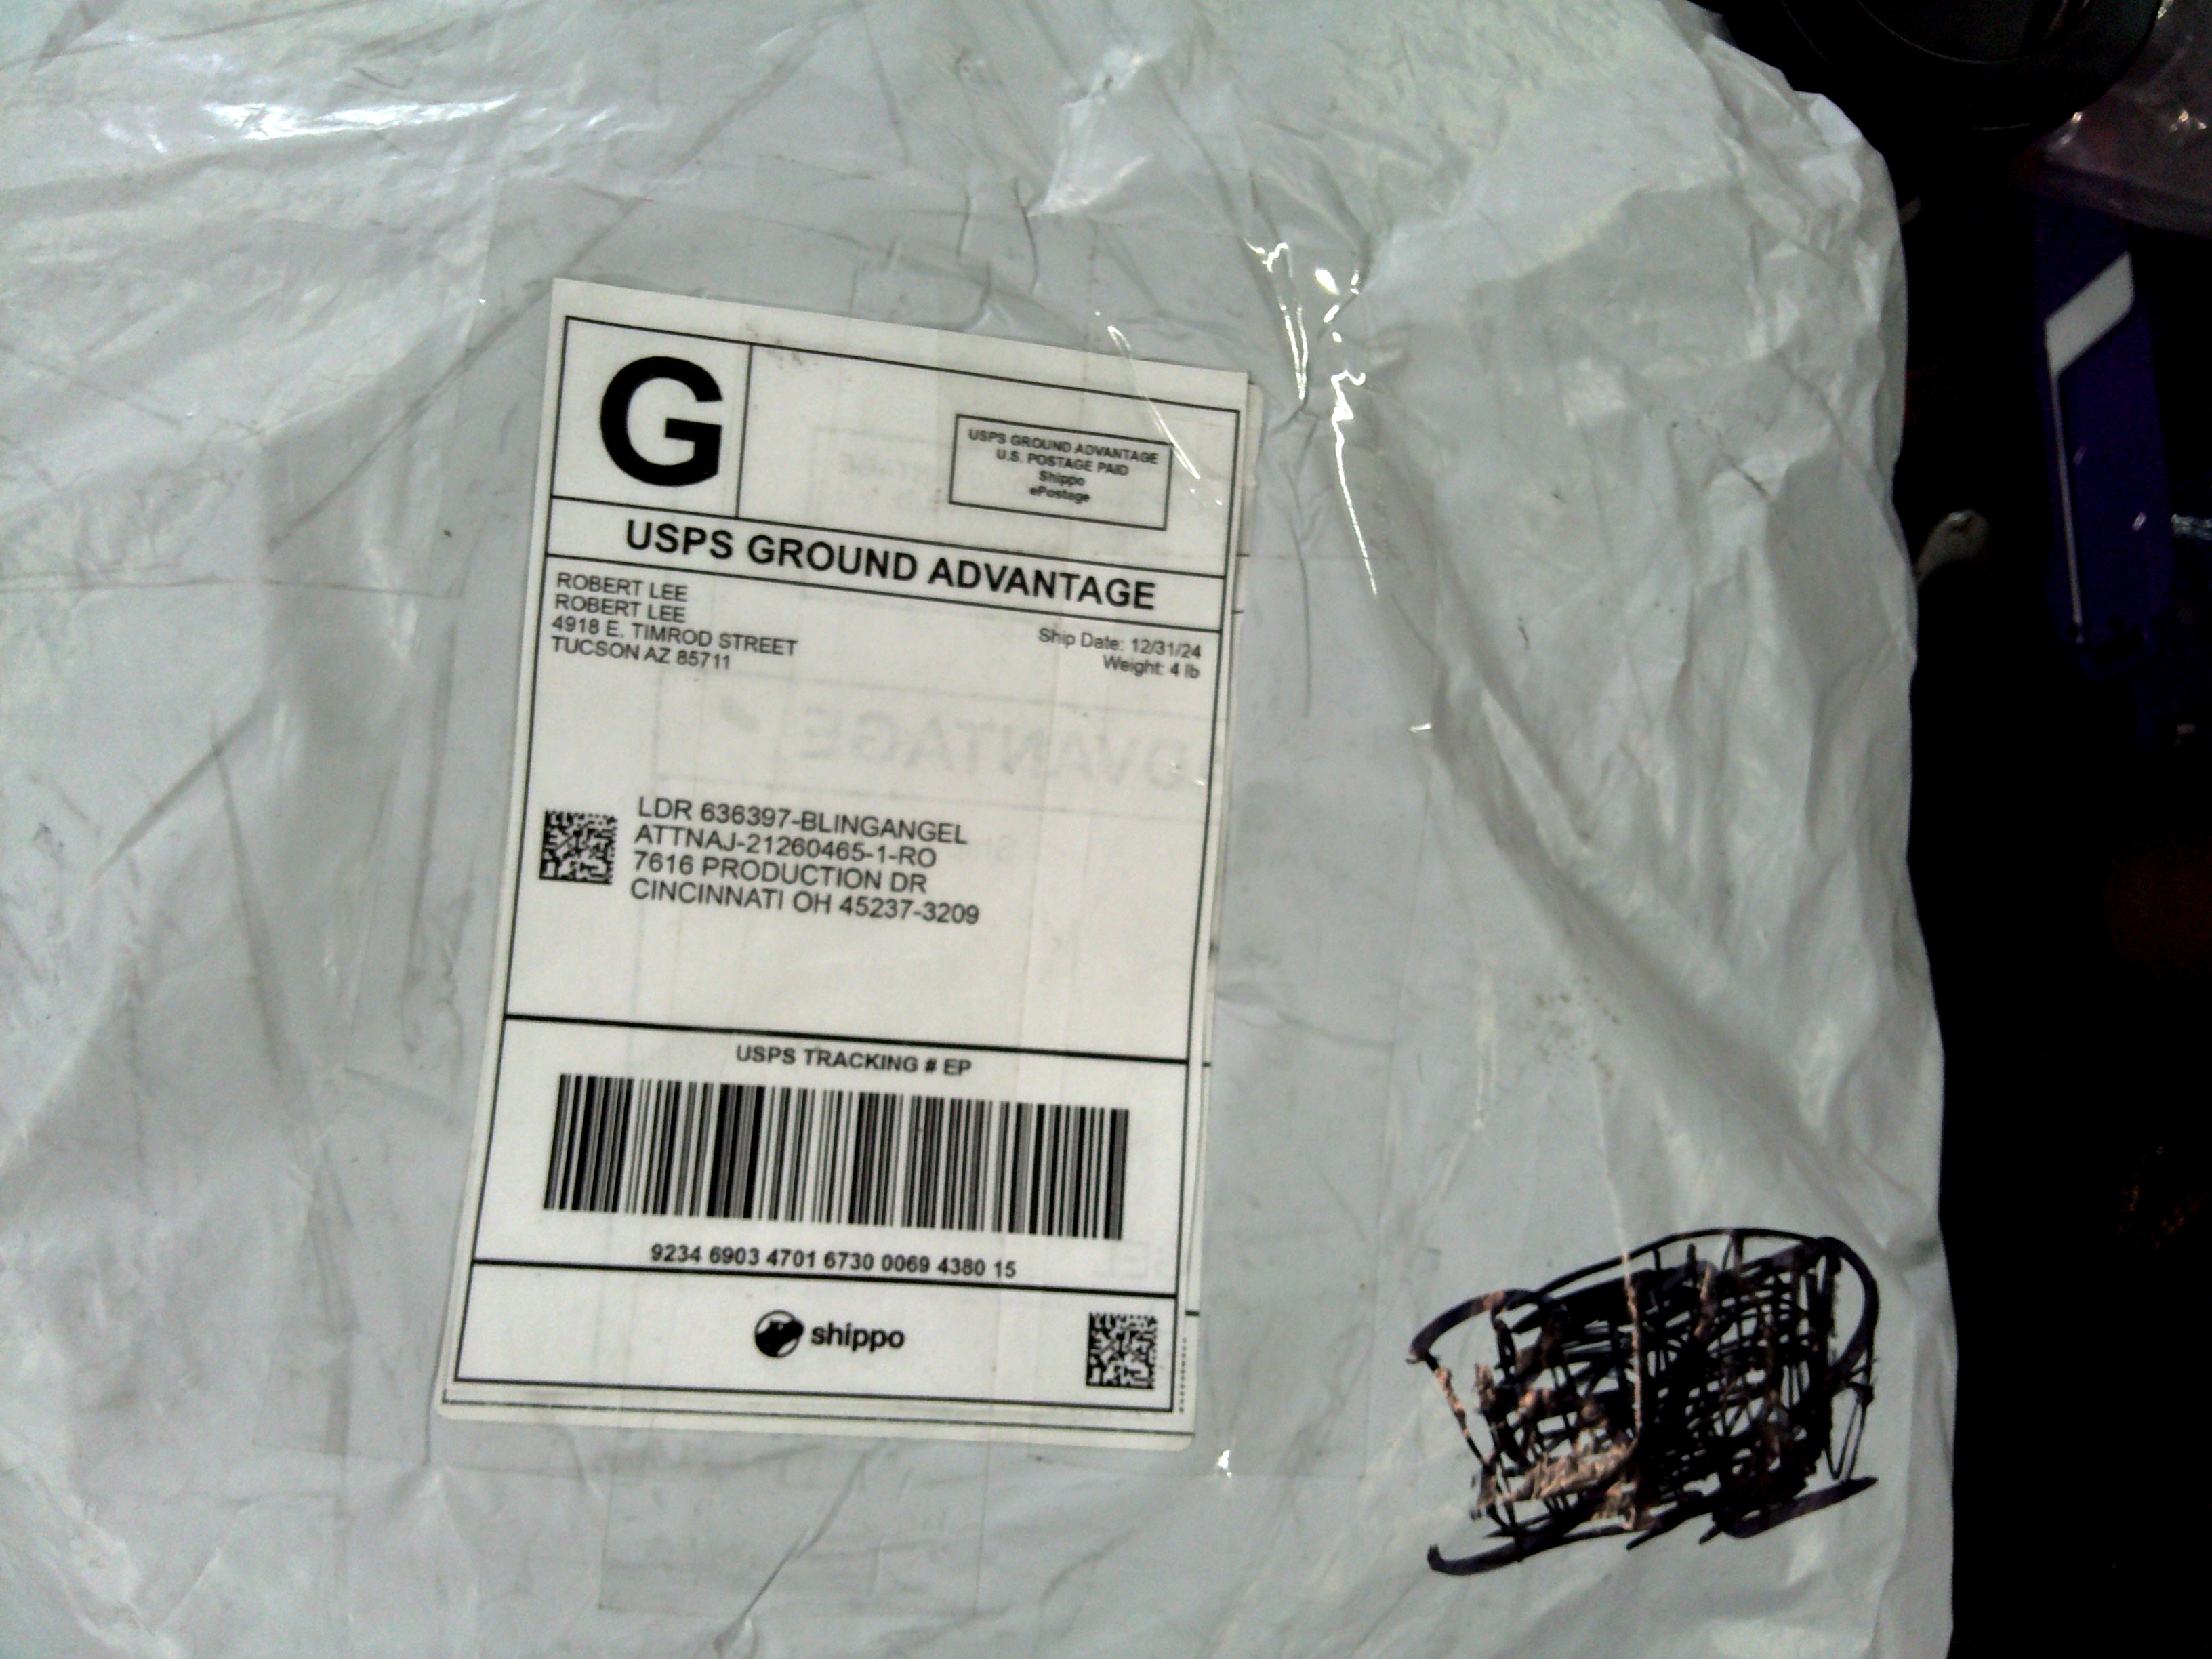 G
USPS GROUND ADVANTAGE
U.S. POSTAGE PAID
Shippo
ePostage
USPS GROUND ADVANTAGE
ROBERT LEE
ROBERT LEE
4918 E. TIMROD STREET
TUCSON AZ 85711
Ship Date: 12/31/24
Weight: 4 lb
LDR 636397-BLINGANGEL
ATTNAJ-21260465-1-RO
7616 PRODUCTION DR
CINCINNATI OH 45237-3209
USPS TRACKING # EP
9234 6903 4701 6730 0069 4380 15
shippo